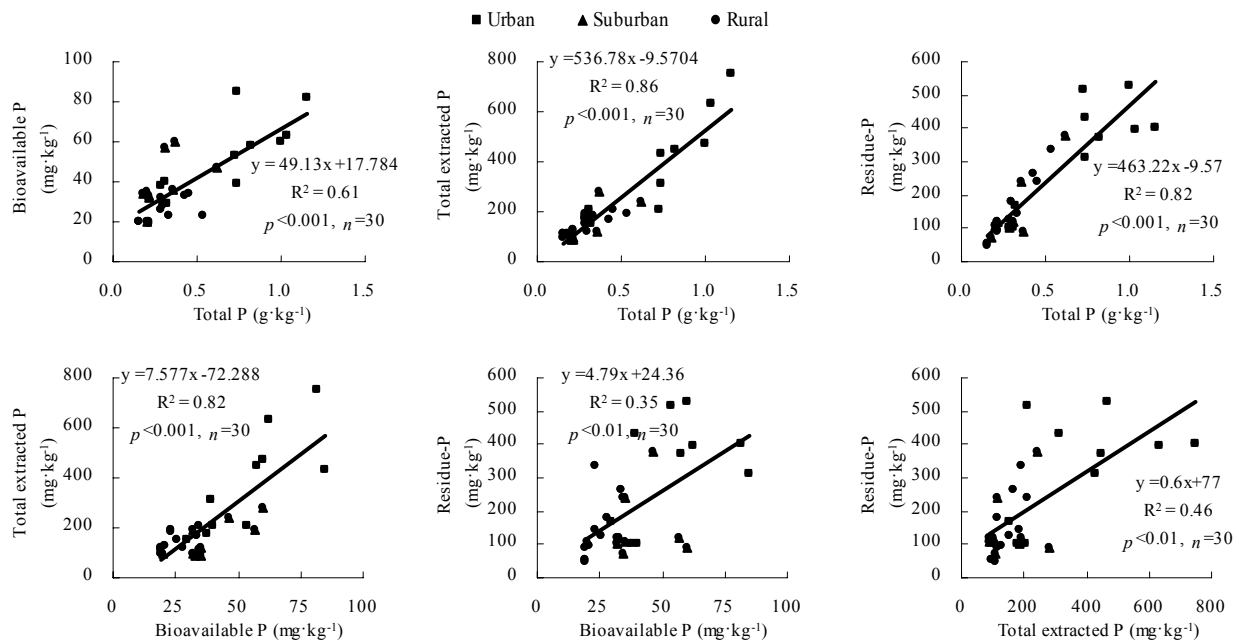 Urban Suburban Rural
Bioavailable P
(mg·kg-1)
100
80
60
40
20
0
y = 49.13x+17.784
R2 = 0.61
p<0.001, n=30
0.0 0.5 1.0 1.5
Total P (g·kg-1)
Total extracted P
(mg·kg-1)
800
600
400
200
0
y =536.78x-9.5704
R2 = 0.86
p<0.001, n=30
0.0 0.5 1.0 1.5
Total P (g·kg-1)
Residue-P
(mg·kg-1)
600
500
400
300
200
100
0
y =463.22x-9.57
R2 = 0.82
p<0.001, n=30
0.0 0.5 1.0 1.5
Total P (g·kg-1)
Total extracted P
(mg·kg-1)
800
600
400
200
0
y =7.577x-72.288
R2 = 0.82
p<0.001, n=30
0 25 50 75 100
Bioavailable P (mg·kg-1)
Residue-P
(mg·kg-1)
600
500
400
300
200
100
0
y =4.79x+24.36
R2 = 0.35
p<0.01, n=30
0 25 50 75 100
Bioavailable P (mg·kg-1)
Residue-P
(mg·kg-1)
600
500
400
300
200
100
0
y =0.6x+77
R2 = 0.46
p<0.01, n=30
0 200 400 600 800
Total extracted P (mg·kg-1)